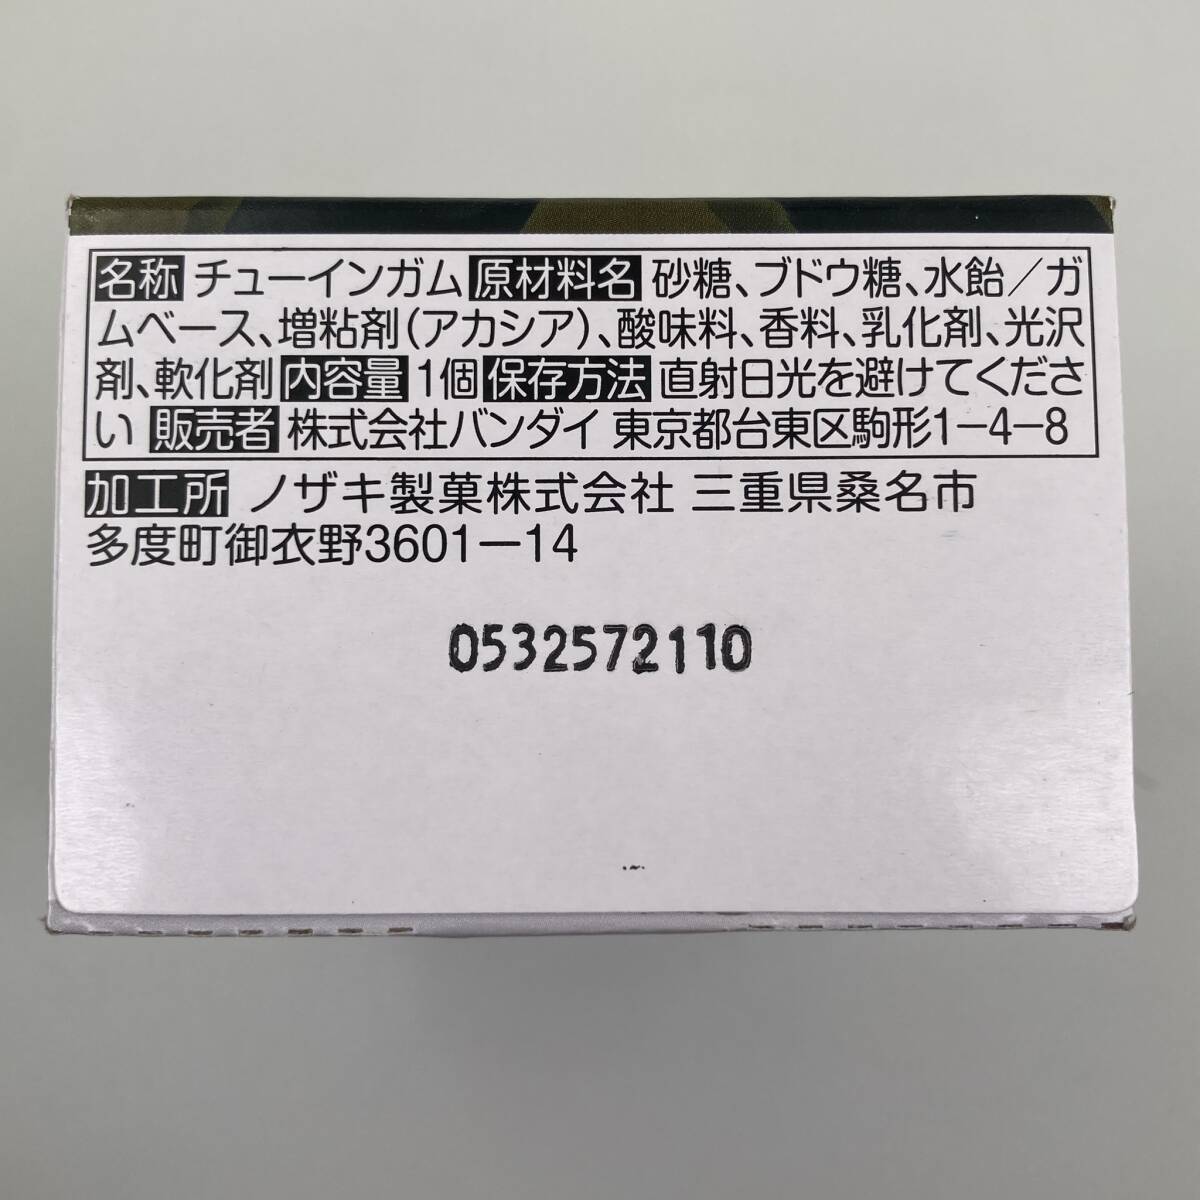 名称 チューインガム 原材料名 砂糖、ブドウ糖、水飴／ガ
ムベース、増粘剤(アカシア)、酸味料、香料、乳化剤、光沢
剤、軟化剤 内容量 1個 保存方法 直射日光を避けてくださ
い 販売者 株式会社バンダイ 東京都台東区駒形1−4−8
加工所 ノザキ製菓株式会社 三重県桑名市
多度町御衣野3601−14
0532572110